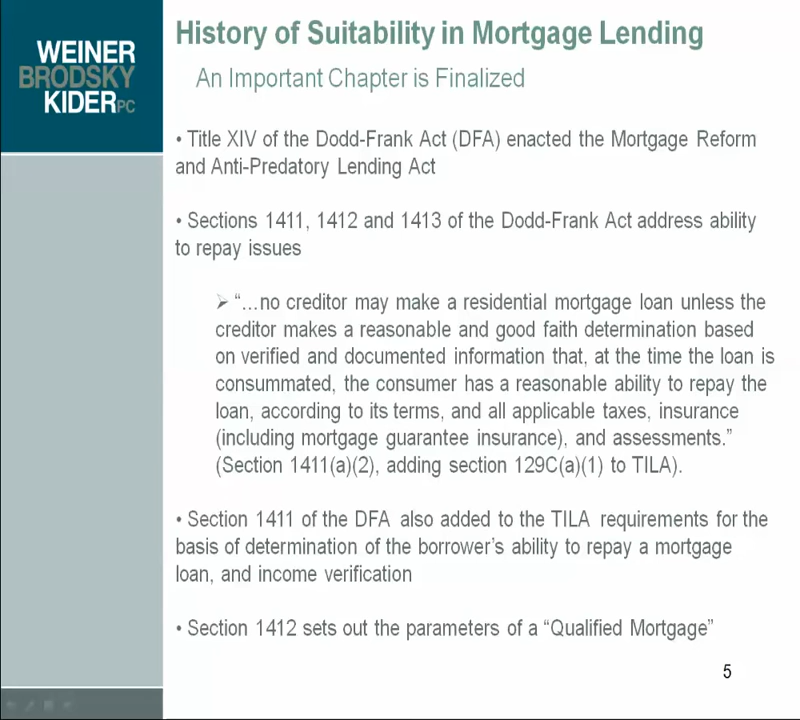 WEINER
BRODSKY
KIDER PC
History of Suitability in Mortgage Lending
An Important Chapter is Finalized
• Title XIV of the Dodd-Frank Act (DFA) enacted the Mortgage Reform
and Anti-Predatory Lending Act
• Sections 1411, 1412 and 1413 of the Dodd-Frank Act address ability
to repay issues
➢ “…no creditor may make a residential mortgage loan unless the
creditor makes a reasonable and good faith determination based
on verified and documented information that, at the time the loan is
consummated, the consumer has a reasonable ability to repay the
loan, according to its terms, and all applicable taxes, insurance
(including mortgage guarantee insurance), and assessments.”
(Section 1411(a)(2), adding section 129C(a)(1) to TILA).
• Section 1411 of the DFA also added to the TILA requirements for the
basis of determination of the borrower’s ability to repay a mortgage
loan, and income verification
• Section 1412 sets out the parameters of a “Qualified Mortgage”
5